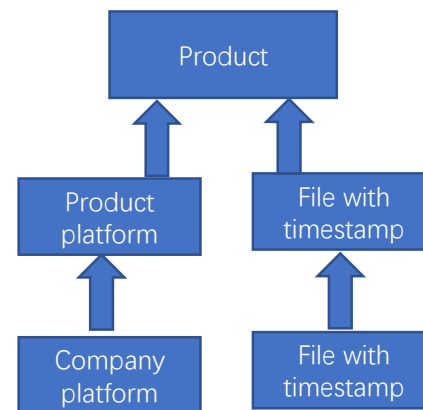 Product
Product
platform
File with
timestamp
Company
platform
File with
timestamp